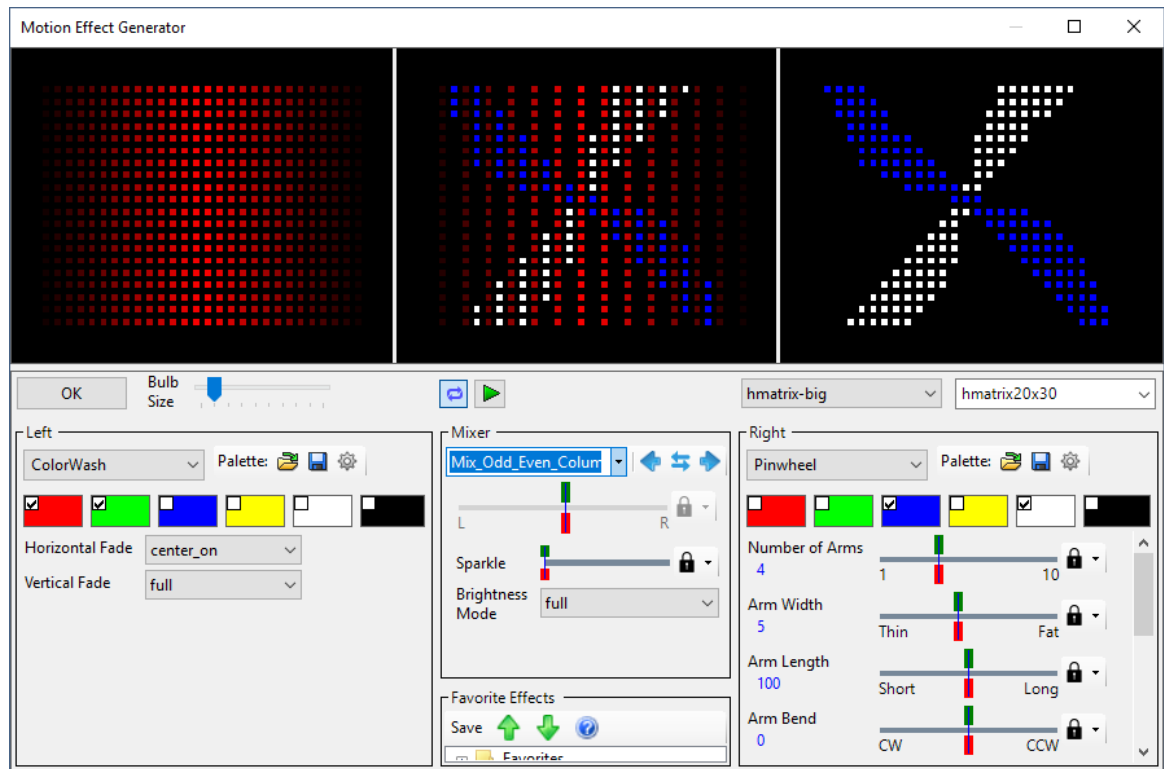 Motion Effect Generator
OK
Bulb
Size
hmatrix-big
hmatrix20x30
Left
ColorWash
Palette:
Horizontal Fade
center_on
Vertical Fade
full
Mixer
Mix_Odd_Even_Colum
L
R
Sparkle
Brightness
Mode
full
Favorite Effects
Save
Favorites
Right
Pinwheel
Palette:
Number of Arms
4
1
10
Arm Width
5
Thin
Fat
Arm Length
100
Short
Long
Arm Bend
0
CW
CCW